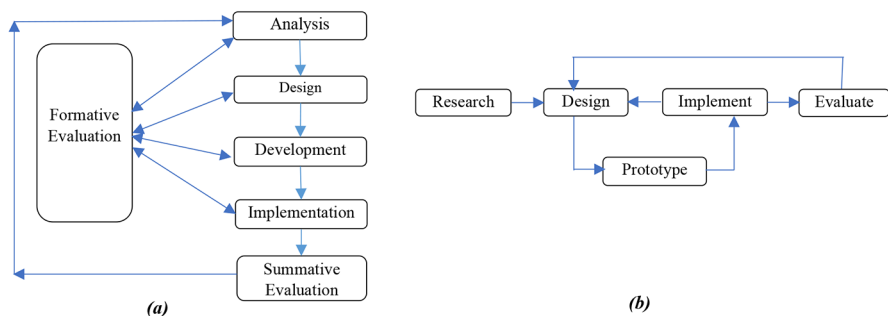 Analysis
Design
Formative
Evaluation
Development
Implementation
Summative
Evaluation
(a)
Research
Design
Implement
Evaluate
Prototype
(b)